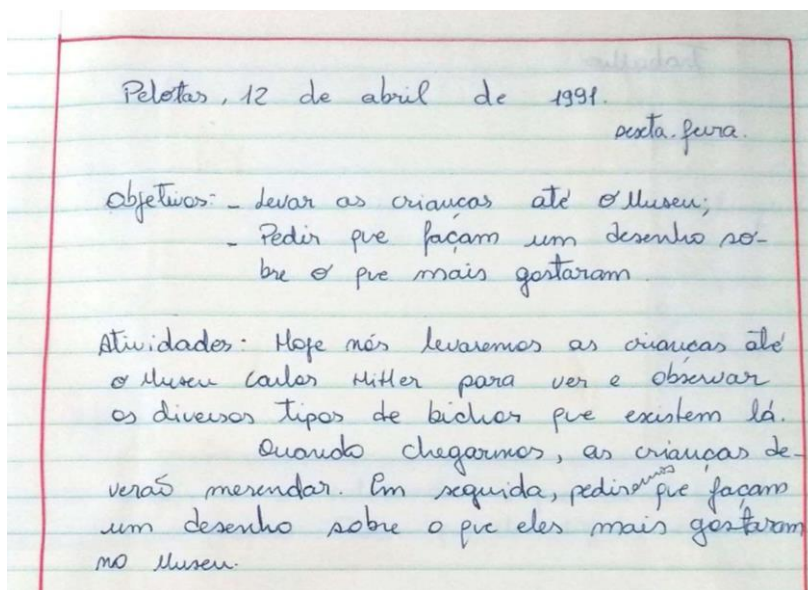 Pelotas, 12 de abril de 1991.
sexta-feira.
Objetivos: - Levar as crianças até o Museu;
- Pedir que façam um desenho so-
bre o que mais gostaram.
Atividades: Hoje nós levaremos as crianças até
o Museu Carlos Hitler para ver e observar
os diversos tipos de bichos que existem lá.
Quando chegarmos, as crianças de-
verão merendar. Em seguida, pediremos que façam
um desenho sobre o que eles mais gostaram
no Museu.